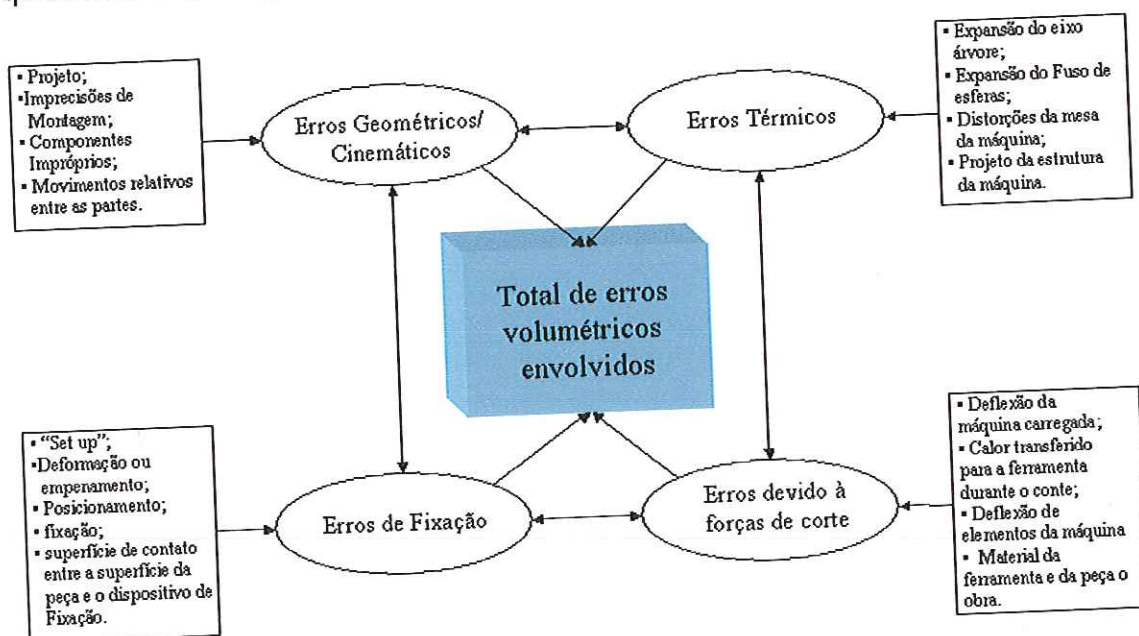 ▪ Projeto;
▪Imprecisões de
Montagem;
▪ Componentes
Impróprios;
▪ Movimentos relativos
entre as partes.
Erros Geométricos/
Cinemáticos
Erros Térmicos
▪ Expansão do eixo
árvore;
▪ Expansão do Fuso de
esferas;
▪ Distorções da mesa
da máquina;
▪ Projeto da estrutura
da máquina.
Total de erros
volumétricos
envolvidos
▪ “Set up”;
▪Deformação ou
empenamento;
▪ Posicionamento;
▪ fixação;
▪ superfície de contato
entre a superfície da
peça e o dispositivo de
Fixação.
Erros de Fixação
Erros devido à
forças de corte
▪ Deflexão da
máquina carregada;
▪ Calor transferido
para a ferramenta
durante o conte;
▪ Deflexão de
elementos da máquina
▪ Material da
ferramenta e da peça o
obra.